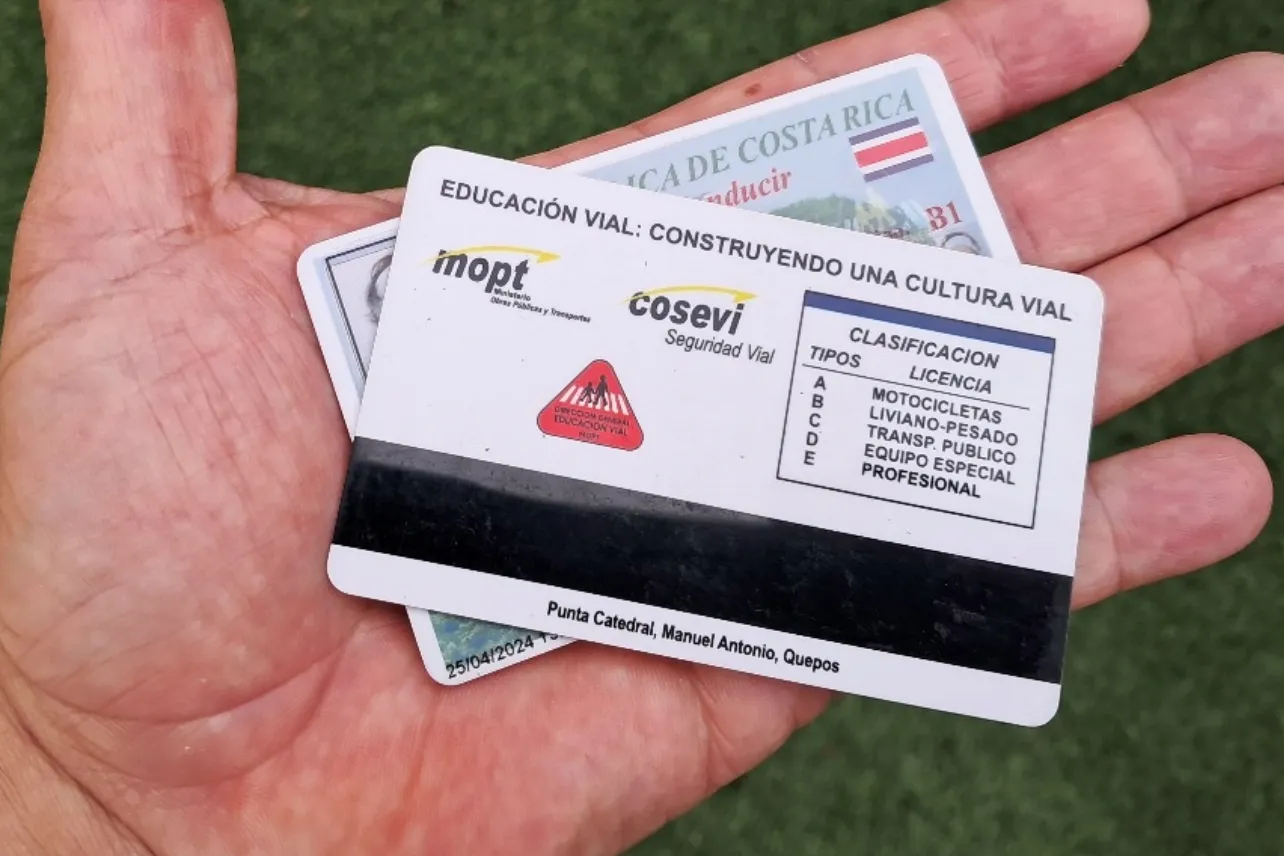 ICA DE COSTA RICA
nducir
B1
EDUCACIÓN VIAL: CONSTRUYENDO UNA CULTURA VIAL
mopt
Ministerio
Obras Públicas y Transportes
cosevi
Seguridad Vial
DIRECCION GENERAL
EDUCACION VIAL
MOPT
CLASIFICACION
TIPOS LICENCIA
A MOTOCICLETAS
B LIVIANO-PESADO
C TRANSP. PUBLICO
D EQUIPO ESPECIAL
E PROFESIONAL
Punta Catedral, Manuel Antonio, Quepos
25/04/2024